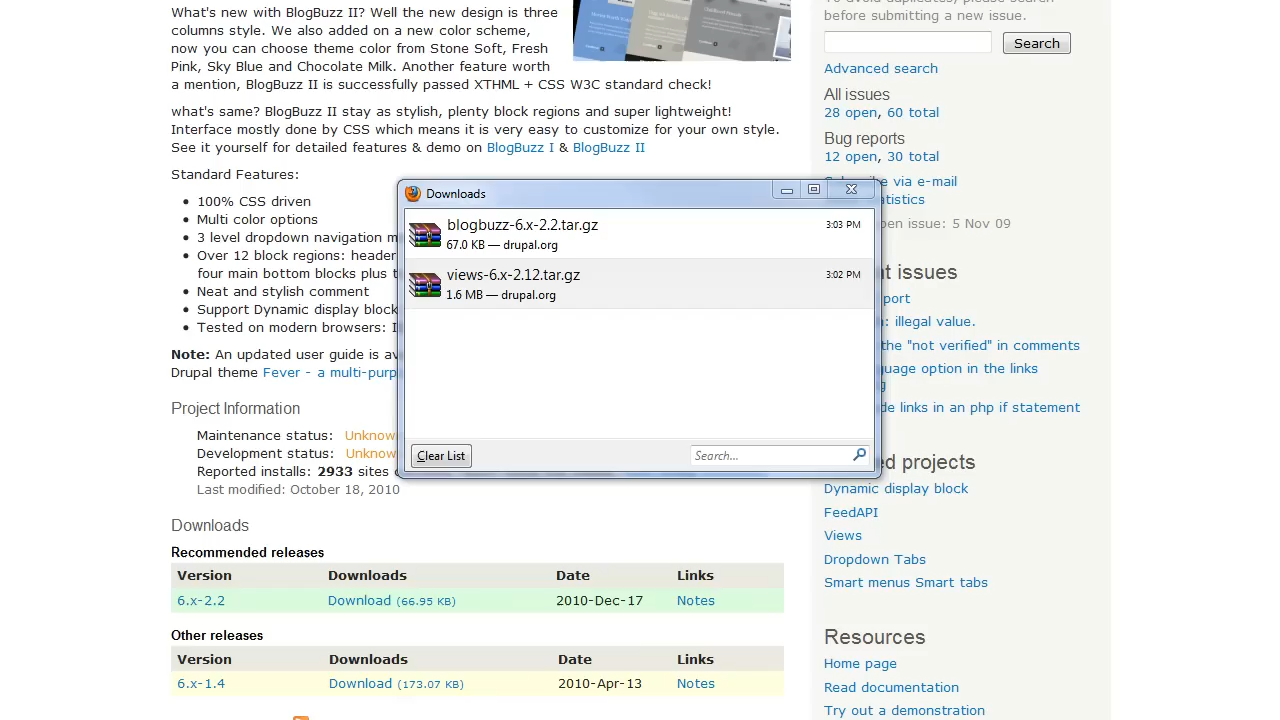 What's new with BlogBuzz II? Well the new design is three
columns style. We also added on a new color scheme,
now you can choose theme color from Stone Soft, Fresh
Pink, Sky Blue and Chocolate Milk. Another feature worth
a mention, BlogBuzz II is successfully passed XTHML + CSS W3C standard check!
what's same? BlogBuzz II stay as stylish, plenty block regions and super lightweight!
Interface mostly done by CSS which means it is very easy to customize for your own style.
See it yourself for detailed features & demo on BlogBuzz I & BlogBuzz II
Standard Features:
100% CSS driven
Multi color options
3 level dropdown navigation m
Over 12 block regions: header
four main bottom blocks plus t
Neat and stylish comment
Support Dynamic display block
Tested on modern browsers: I
Note: An updated user guide is av
Drupal theme Fever - a multi-purp
Project Information
Maintenance status: Unknow
Development status: Unknow
Reported installs: 2933 sites
Last modified: October 18, 2010
Downloads
Recommended releases
Version Downloads Date Links
6.x-2.2 Download (66.95 KB) 2010-Dec-17 Notes
Other releases
Version Downloads Date Links
6.x-1.4 Download (173.07 KB) 2010-Apr-13 Notes
Downloads
blogbuzz-6.x-2.2.tar.gz 3:03 PM
67.0 KB — drupal.org
views-6.x-2.12.tar.gz 3:02 PM
1.6 MB — drupal.org
Clear List Search...
To avoid duplicates, please search
before submitting a new issue.
Search
Advanced search
All issues
28 open, 60 total
Bug reports
12 open, 30 total
Subscribe via e-mail
atistics
en issue: 5 Nov 09
t issues
port
: illegal value.
the "not verified" in comments
guage option in the links
g
de links in an php if statement
d projects
Dynamic display block
FeedAPI
Views
Dropdown Tabs
Smart menus Smart tabs
Resources
Home page
Read documentation
Try out a demonstration